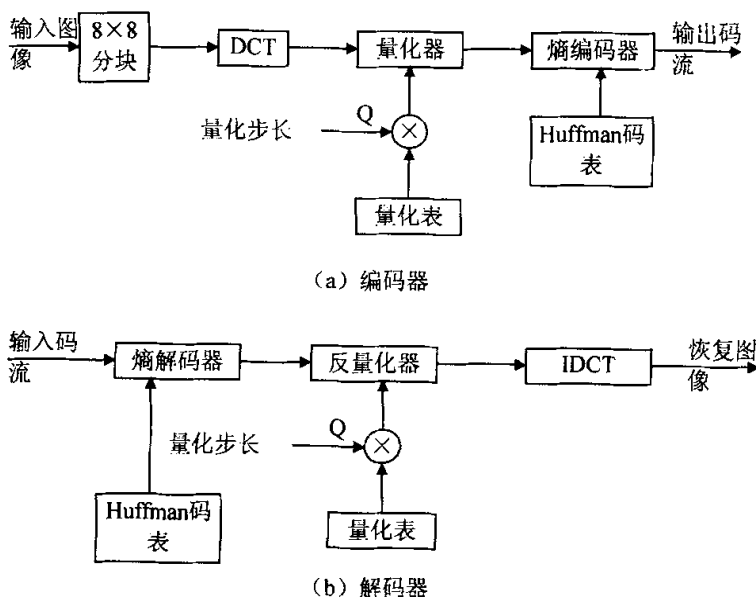 输入图
像
8×8
分块
DCT
量化器
熵编码器
输出码
流
量化步长
Q
×
Huffman码
表
量化表
（a）编码器
输入码
流
熵解码器
反量化器
IDCT
恢复图
像
量化步长
Q
×
Huffman码
表
量化表
（b）解码器